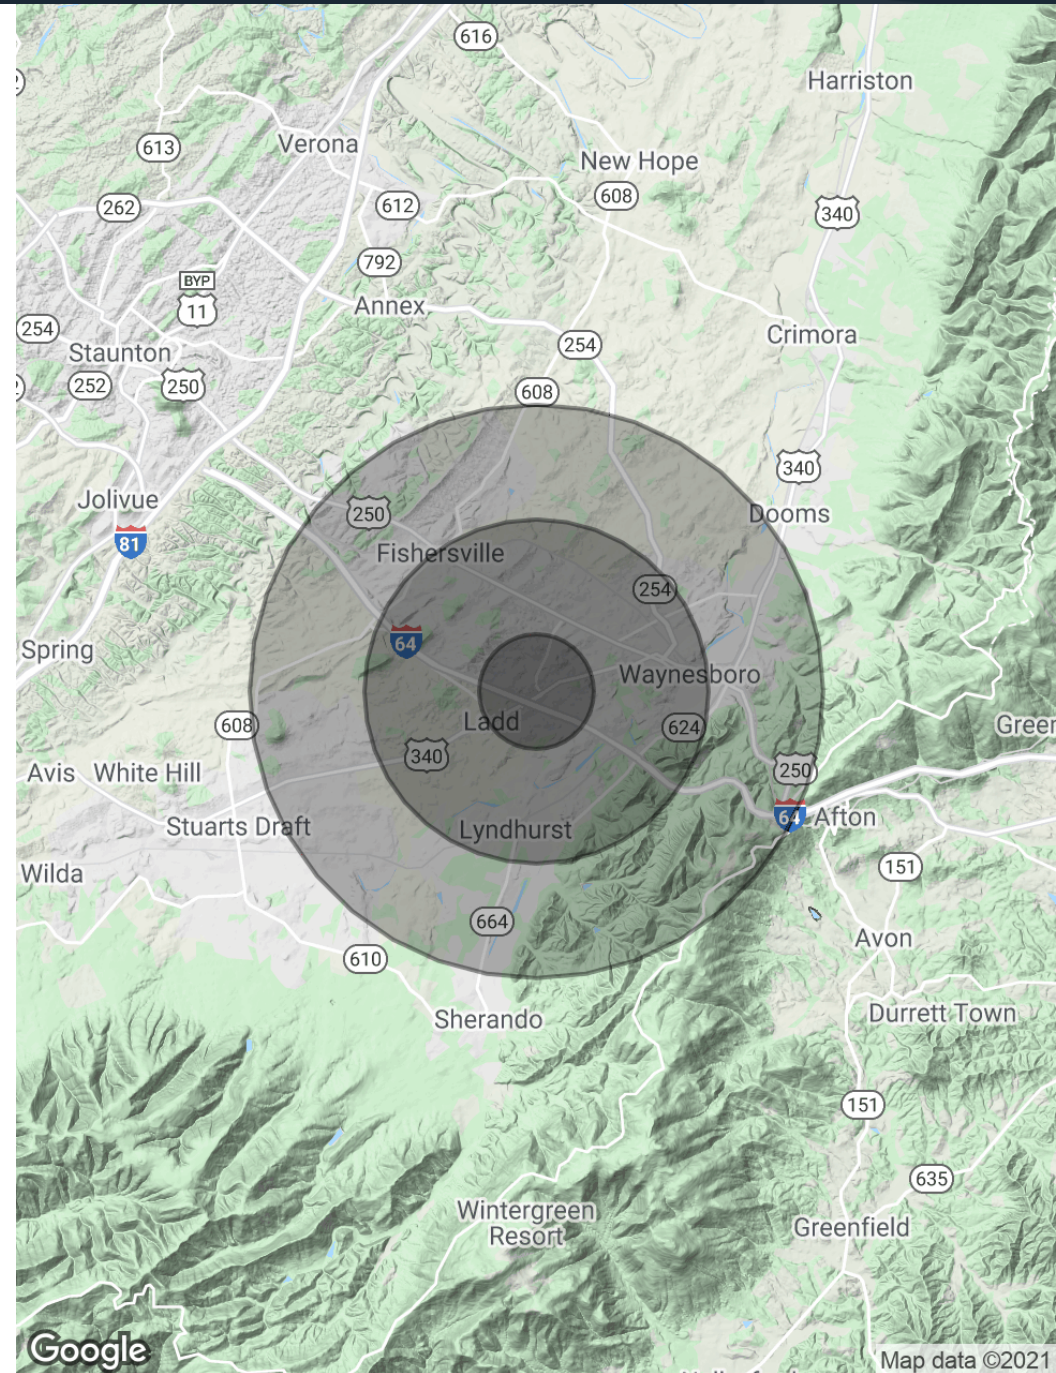 616
Harriston
613
Verona
New Hope
262
612
608
340
792
BYP
11
Annex
254
Staunton
254
Crimora
252
250
608
340
Jolivue
250
Dooms
81
Fishersville
254
64
Spring
Waynesboro
608
Ladd
624
Green
340
250
Avis
White Hill
64
Afton
Stuarts Draft
Lyndhurst
151
Wilda
664
Avon
610
Durrett Town
Sherando
151
635
Wintergreen
Resort
Greenfield
Google
Map data ©2021